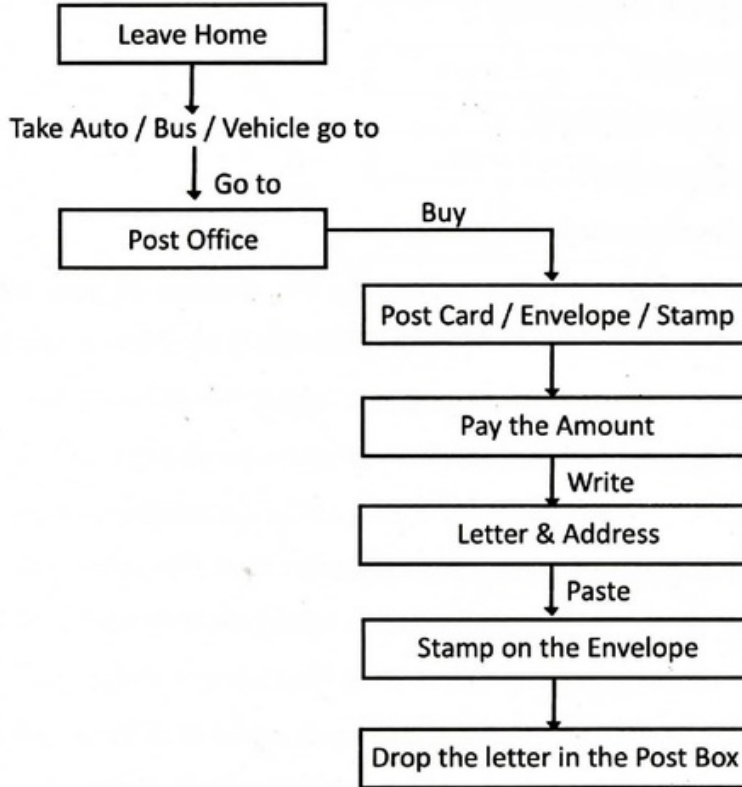 Leave Home
Take Auto / Bus / Vehicle go to
Go to
Post Office
Buy
Post Card / Envelope / Stamp
Pay the Amount
Write
Letter & Address
Paste
Stamp on the Envelope
Drop the letter in the Post Box